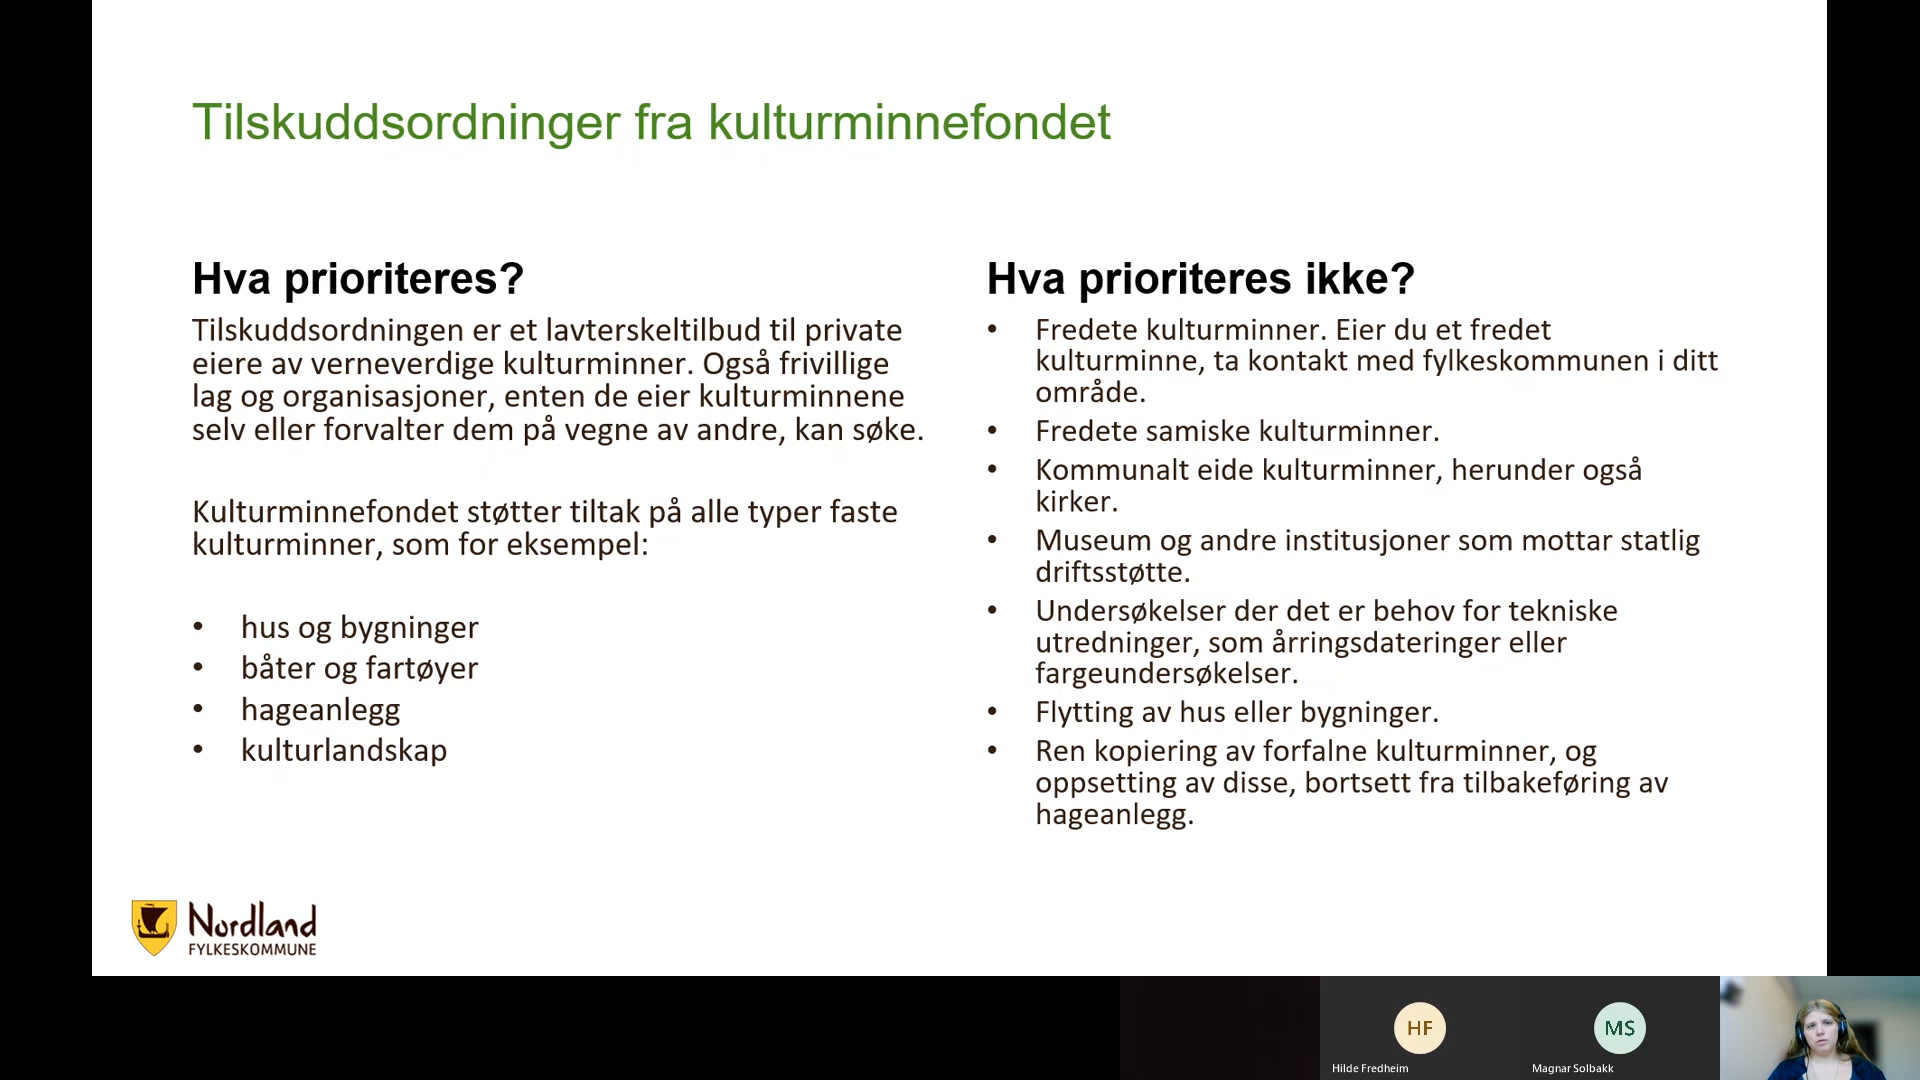 Tilskuddsordninger fra kulturminnefondet
Hva prioriteres?
Tilskuddsordningen er et lavterskeltilbud til private
eiere av verneverdige kulturminner. Også frivillige
lag og organisasjoner, enten de eier kulturminnene
selv eller forvalter dem på vegne av andre, kan søke.
Kulturminnefondet støtter tiltak på alle typer faste
kulturminner, som for eksempel:
• hus og bygninger
• båter og fartøyer
• hageanlegg
• kulturlandskap
Hva prioriteres ikke?
• Fredete kulturminner. Eier du et fredet
kulturminne, ta kontakt med fylkeskommunen i ditt
område.
• Fredete samiske kulturminner.
• Kommunalt eide kulturminner, herunder også
kirker.
• Museum og andre institusjoner som mottar statlig
driftsstøtte.
• Undersøkelser der det er behov for tekniske
utredninger, som årringsdateringer eller
fargeundersøkelser.
• Flytting av hus eller bygninger.
• Ren kopiering av forfalne kulturminner, og
oppsetting av disse, bortsett fra tilbakeføring av
hageanlegg.
Nordland
FYLKESKOMMUNE
HF
Hilde Fredheim
MS
Magnar Solbakk